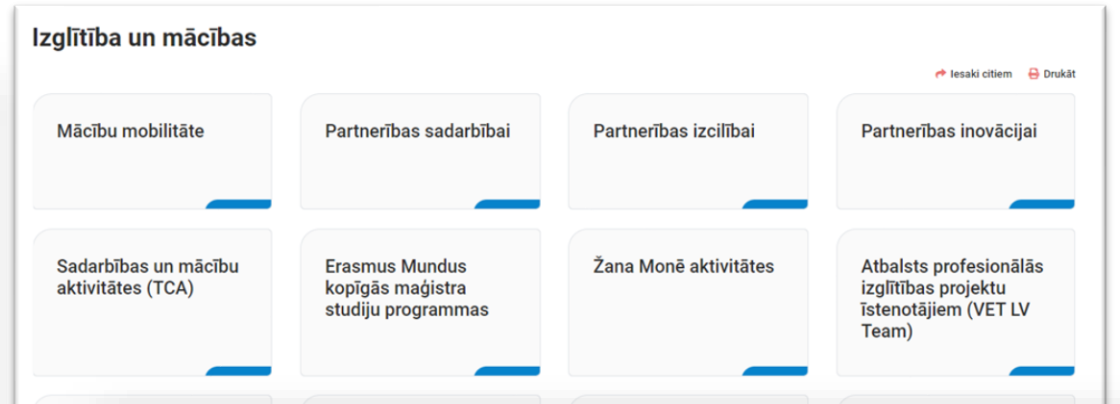 Izglītība un mācības
Iesaki citiem Drukāt
Mācību mobilitāte
Partnerības sadarbībai
Partnerības izcilībai
Partnerības inovācijai
Sadarbības un mācību
aktivitātes (TCA)
Erasmus Mundus
kopīgās maģistra
studiju programmas
Žana Monē aktivitātes
Atbalsts profesionālās
izglītības projektu
īstenotājiem (VET LV
Team)